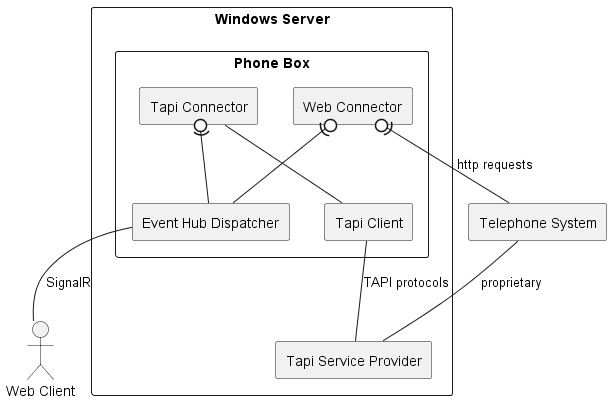 Windows Server
Phone Box
Tapi Connector
Web Connector
http requests
Event Hub Dispatcher
Tapi Client
Telephone System
SignalR
TAPI protocols
proprietary
Tapi Service Provider
Web Client